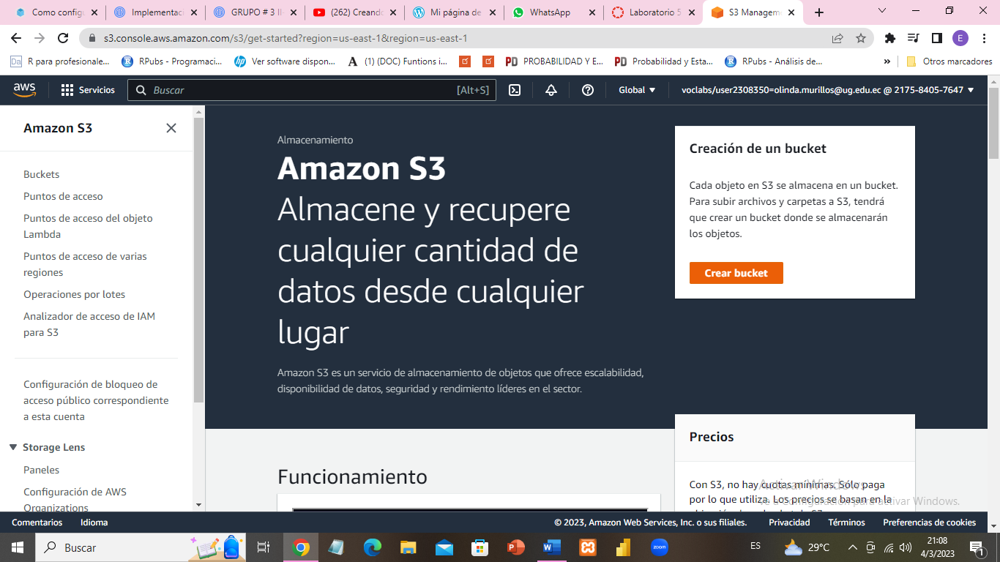 Como config
Implementac
GRUPO # 3 II
(262) Creand
Mi página de
WhatsApp
Laboratorio 5
S3 Managem
s3.console.aws.amazon.com/s3/get-started?region=us-east-1&region=us-east-1
E
Da
R para profesionale...
RPubs - Programaci...
hp
Ver software dispon...
A
(1) (DOC) Funtions i...
PD
PROBABILIDAD Y E...
PD
Probabilidad y Esta...
RPubs - Análisis de...
»
Otros marcadores
aws
Servicios
Buscar
[Alt+S]
Global
voclabs/user2308350=olinda.murillos@ug.edu.ec @ 2175-8405-7647
Amazon S3
Buckets
Puntos de acceso
Puntos de acceso del objeto
Lambda
Puntos de acceso de varias
regiones
Operaciones por lotes
Analizador de acceso de IAM
para S3
Configuración de bloqueo de
acceso público correspondiente
a esta cuenta
Storage Lens
Paneles
Configuración de AWS
Organizations
Almacenamiento
Amazon S3
Almacene y recupere
cualquier cantidad de
datos desde cualquier
lugar
Amazon S3 es un servicio de almacenamiento de objetos que ofrece escalabilidad,
disponibilidad de datos, seguridad y rendimiento líderes en el sector.
Creación de un bucket
Cada objeto en S3 se almacena en un bucket.
Para subir archivos y carpetas a S3, tendrá
que crear un bucket donde se almacenarán
los objetos.
Crear bucket
Funcionamiento
Precios
Con S3, no hay cuotas mínimas. Sólo paga
por lo que utiliza. Los precios se basan en la
Activar Windows
Ve a Configuración para activar Windows.
Comentarios
Idioma
© 2023, Amazon Web Services, Inc. o sus filiales.
Privacidad
Términos
Preferencias de cookies
Buscar
zoom
ES
29°C
21:08
4/3/2023
1